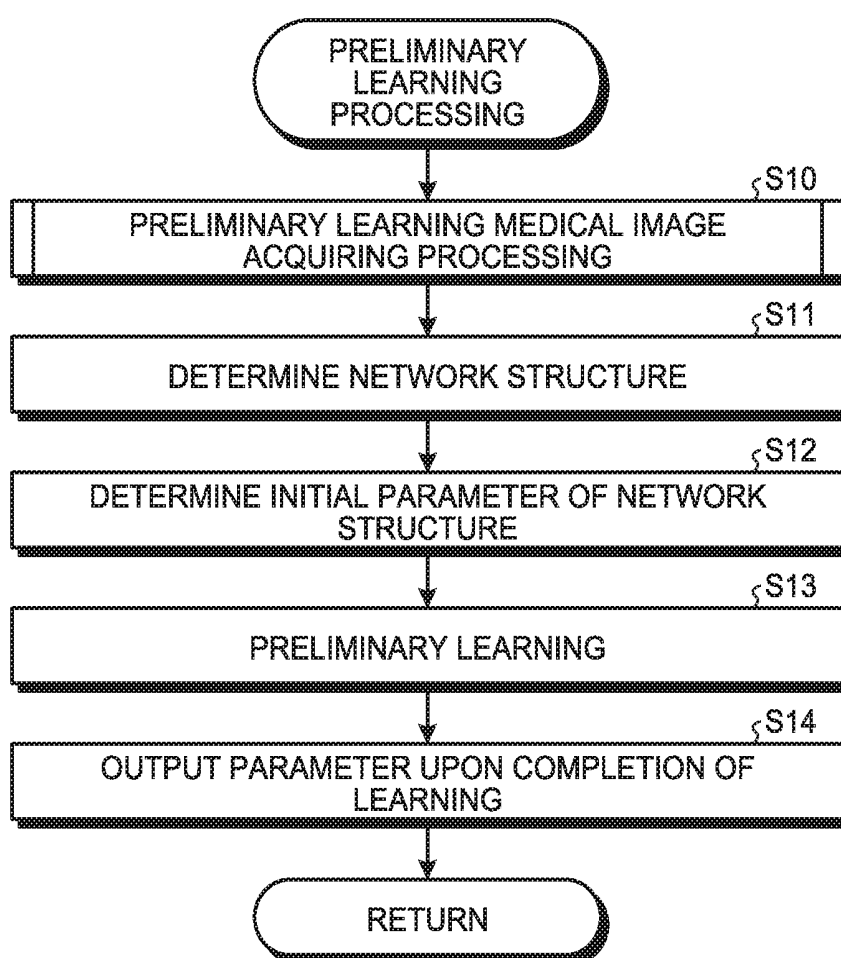 PRELIMINARY
LEARNING
PROCESSING
S10
PRELIMINARY LEARNING MEDICAL IMAGE
ACQUIRING PROCESSING
S11
DETERMINE NETWORK STRUCTURE
S12
DETERMINE INITIAL PARAMETER OF NETWORK
STRUCTURE
S13
PRELIMINARY LEARNING
S14
OUTPUT PARAMETER UPON COMPLETION OF
LEARNING
RETURN